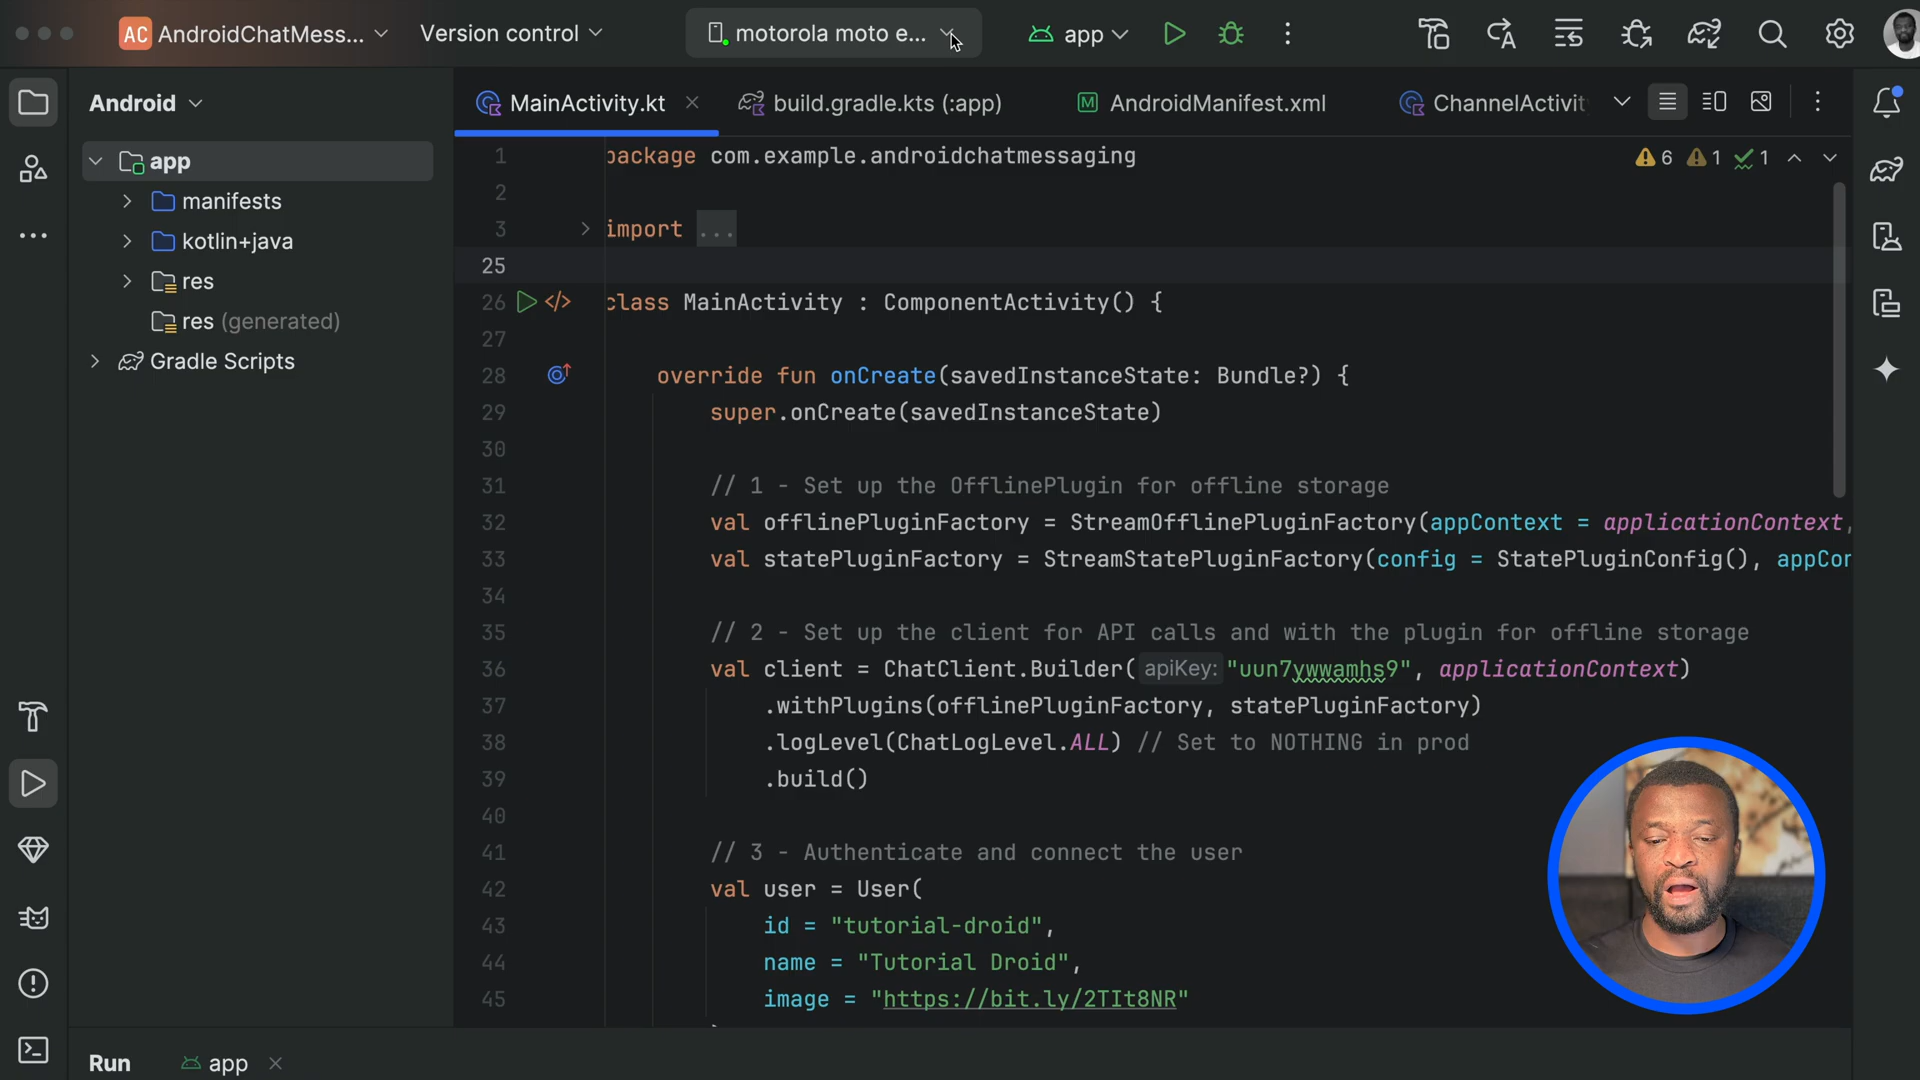 AC AndroidChatMess... Version control motorola moto e... app
Android
MainActivity.kt build.gradle.kts (:app) AndroidManifest.xml ChannelActivit
app
manifests
kotlin+java
res
res (generated)
Gradle Scripts
6 1 1
1 package com.example.androidchatmessaging
2
3 import ...
25
26 </> class MainActivity : ComponentActivity() {
27
28 override fun onCreate(savedInstanceState: Bundle?) {
29 super.onCreate(savedInstanceState)
30
31 // 1 - Set up the OfflinePlugin for offline storage
32 val offlinePluginFactory = StreamOfflinePluginFactory(appContext = applicationContext,
33 val statePluginFactory = StreamStatePluginFactory(config = StatePluginConfig(), appCon
34
35 // 2 - Set up the client for API calls and with the plugin for offline storage
36 val client = ChatClient.Builder( apiKey: "uun7ywwamhs9", applicationContext)
37 .withPlugins(offlinePluginFactory, statePluginFactory)
38 .logLevel(ChatLogLevel.ALL) // Set to NOTHING in prod
39 .build()
40
41 // 3 - Authenticate and connect the user
42 val user = User(
43 id = "tutorial-droid",
44 name = "Tutorial Droid",
45 image = "https://bit.ly/2TIt8NR"
Run app